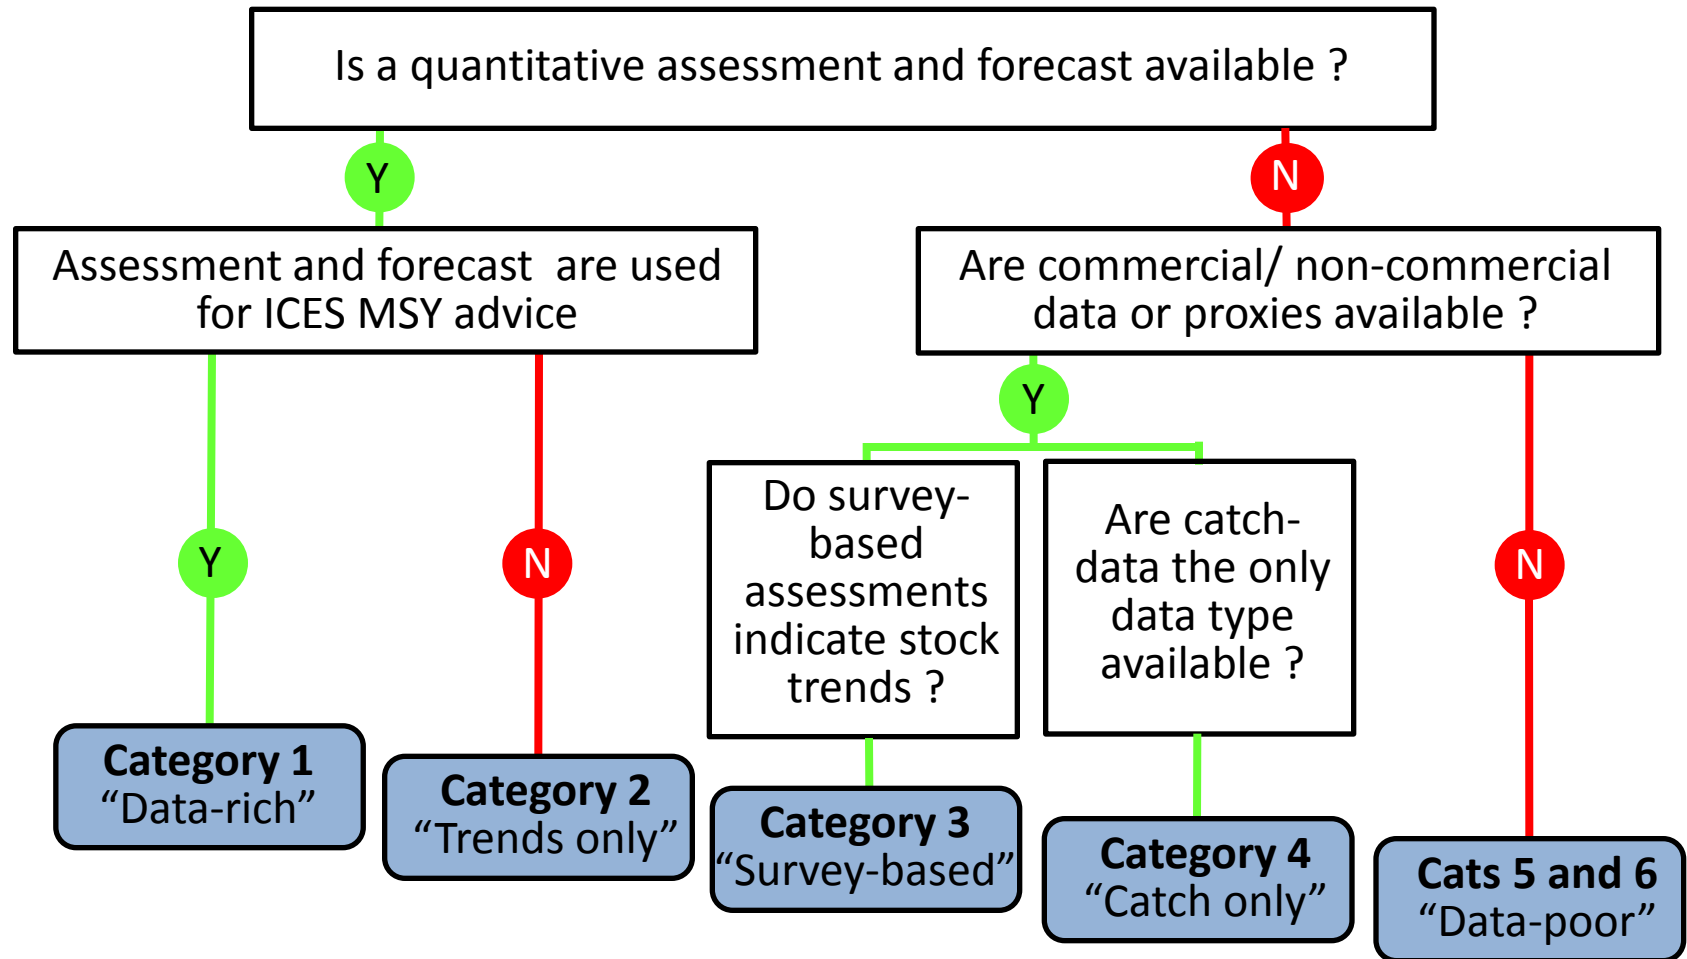 Is a quantitative assessment and forecast available ?
Y
N
Assessment and forecast are used
for ICES MSY advice
Are commercial/ non-commercial
data or proxies available ?
Y
Do survey-
based
assessments
indicate stock
trends ?
Are catch-
data the only
data type
available ?
Y
N
N
Category 1
“Data-rich”
Category 2
“Trends only”
Category 3
“Survey-based”
Category 4
“Catch only”
Cats 5 and 6
“Data-poor”